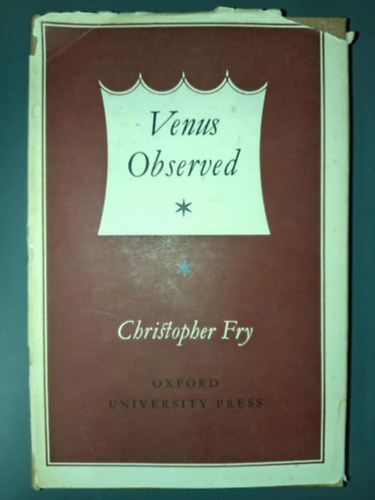 Venus
Observed
*
*
Christopher Fry
OXFORD
UNIVERSITY PRESS